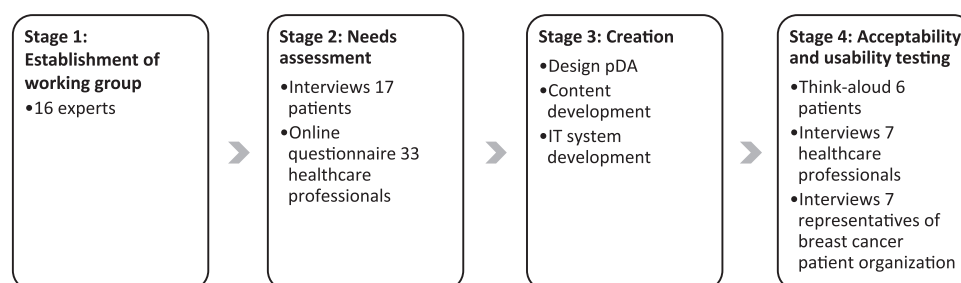 Stage 1:
Establishment of
working group
•16 experts
Stage 2: Needs
assessment
•Interviews 17
patients
•Online
questionnaire 33
healthcare
professionals
Stage 3: Creation
•Design pDA
•Content
development
•IT system
development
Stage 4: Acceptability
and usability testing
•Think-aloud 6
patients
•Interviews 7
healthcare
professionals
•Interviews 7
representatives of
breast cancer
patient organization